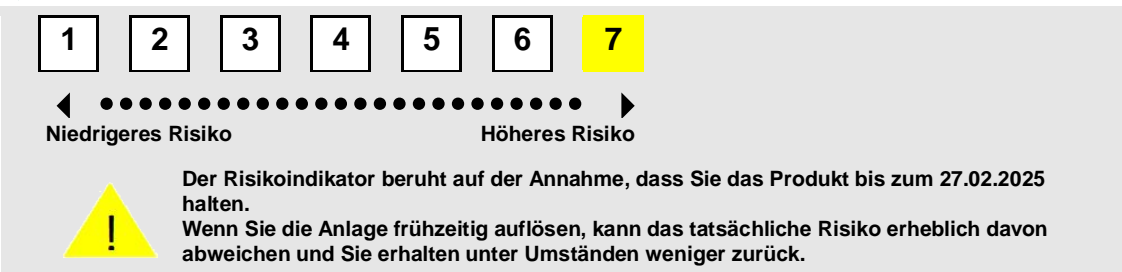 1 2 3 4 5 6 7
Niedrigeres Risiko Höheres Risiko
Der Risikoindikator beruht auf der Annahme, dass Sie das Produkt bis zum 27.02.2025
halten.
Wenn Sie die Anlage frühzeitig auflösen, kann das tatsächliche Risiko erheblich davon
! abweichen und Sie erhalten unter Umständen weniger zurück.